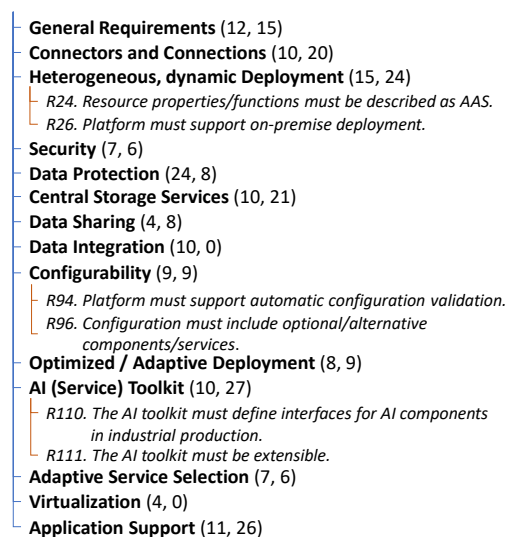 General Requirements (12, 15)
Connectors and Connections (10, 20)
Heterogeneous, dynamic Deployment (15, 24)
R24. Resource properties/functions must be described as AAS.
R26. Platform must support on-premise deployment.
Security (7, 6)
Data Protection (24, 8)
Central Storage Services (10, 21)
Data Sharing (4, 8)
Data Integration (10, 0)
Configurability (9, 9)
R94. Platform must support automatic configuration validation.
R96. Configuration must include optional/alternative
components/services.
Optimized / Adaptive Deployment (8, 9)
AI (Service) Toolkit (10, 27)
R110. The AI toolkit must define interfaces for AI components
in industrial production.
R111. The AI toolkit must be extensible.
Adaptive Service Selection (7, 6)
Virtualization (4, 0)
Application Support (11, 26)